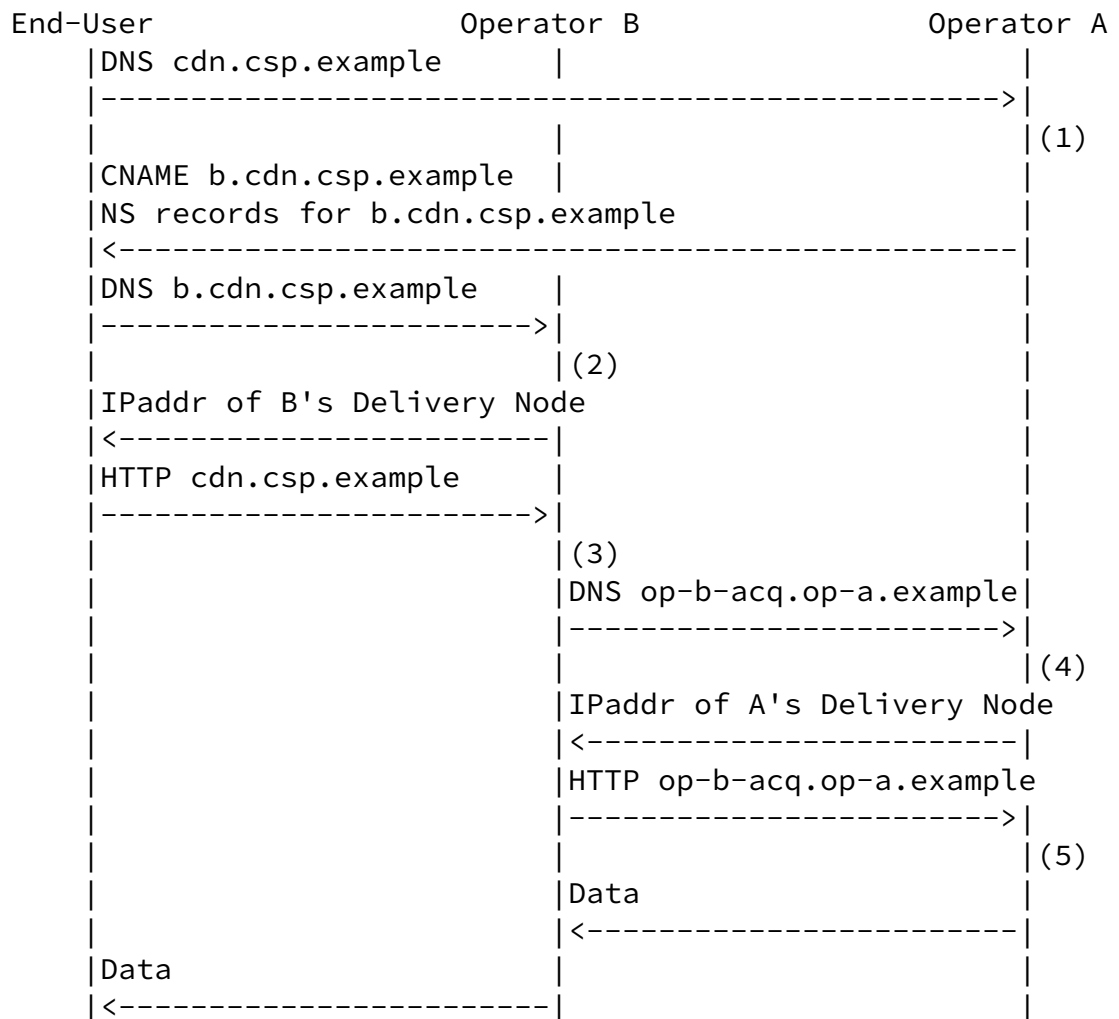 End-User                 Operator B                Operator A
    |DNS cdn.csp.example      |                         |
    |-------------------------------------------------->|
    |                         |                         |(1)
    |CNAME b.cdn.csp.example  |                         |
    |NS records for b.cdn.csp.example                   |
    |<--------------------------------------------------|
    |DNS b.cdn.csp.example    |                         |
    |------------------------>|                         |
    |                         |(2)                      |
    |IPaddr of B's Delivery Node                        |
    |<------------------------|                         |
    |HTTP cdn.csp.example     |                         |
    |------------------------>|                         |
    |                         |(3)                      |
    |                         |DNS op-b-acq.op-a.example|
    |                         |------------------------>|
    |                         |                         |(4)
    |                         |IPaddr of A's Delivery Node
    |                         |<------------------------|
    |                         |HTTP op-b-acq.op-a.example
    |                         |------------------------>|
    |                         |                         |(5)
    |                         |Data                     |
    |                         |<------------------------|
    |Data                     |                         |
    |<------------------------|                         |